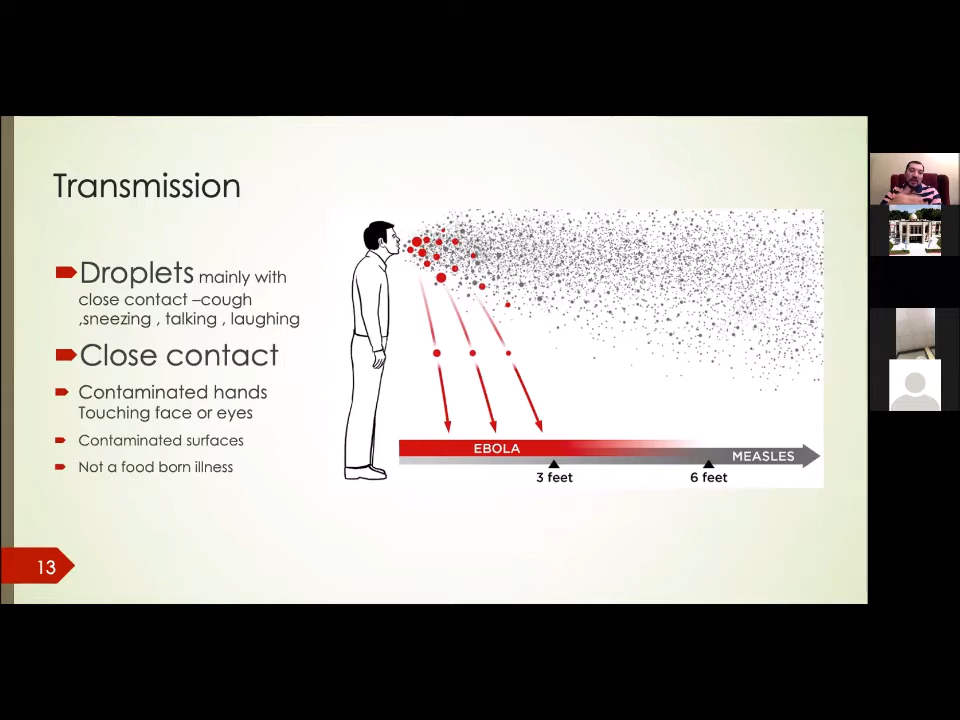 Transmission
Droplets mainly with
close contact –cough
,sneezing , talking , laughing
Close contact
Contaminated hands
Touching face or eyes
Contaminated surfaces
Not a food born illness
EBOLA
MEASLES
3 feet
6 feet
13